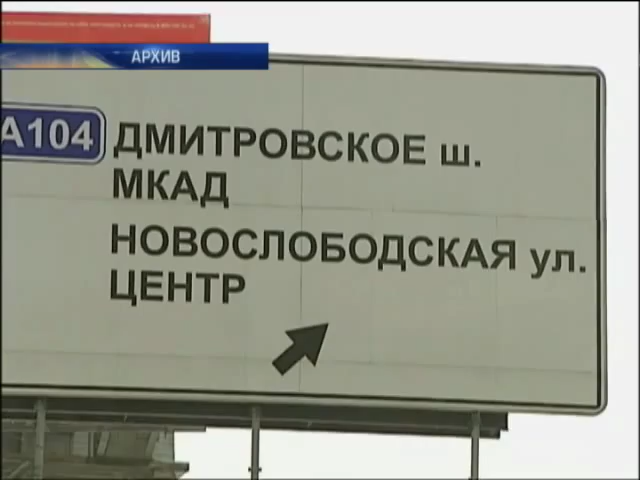 АРХИВ
А104 ДМИТРОВСКОЕ ш.
МКАД
НОВОСЛОБОДСКАЯ ул.
ЦЕНТР